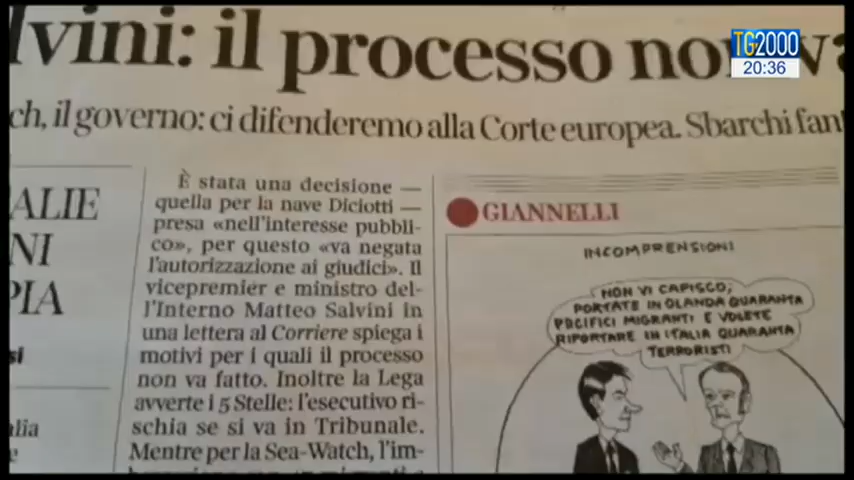 TG2000
20:36
lvini: il processo non va
ch, il governo: ci difenderemo alla Corte europea. Sbarchi fan
ALIE
NI
PIA
si
alia
e
È stata una decisione —
quella per la nave Diciotti —
presa «nell'interesse pubbli-
co», per questo «va negata
l'autorizzazione ai giudici». Il
vicepremier e ministro del-
l'Interno Matteo Salvini in
una lettera al Corriere spiega i
motivi per i quali il processo
non va fatto. Inoltre la Lega
avverte i 5 Stelle: l'esecutivo ri-
schia se si va in Tribunale.
Mentre per la Sea-Watch, l'im-
GIANNELLI
INCOMPRENSIONI
NON VI CAPISCO;
PORTATE IN OLANDA QUARANTA
PACIFICI MIGRANTI E VOLETE
RIPORTARE IN ITALIA QUARANTA
TERRORISTI